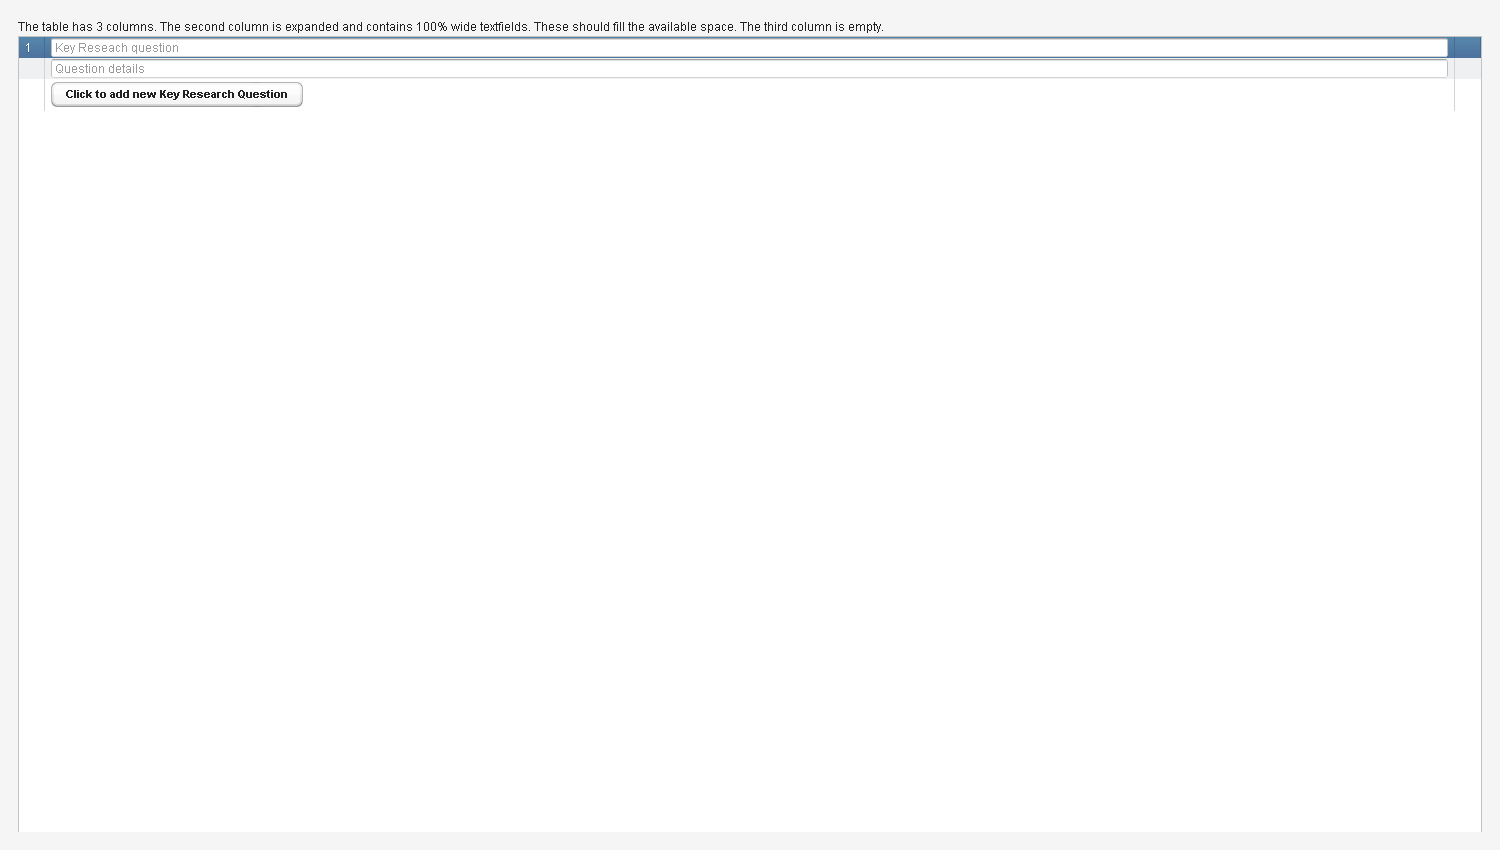 The table has 3 columns. The second column is expanded and contains 100% wide textfields. These should fill the available space. The third column is empty.
1 Key Reseach question
Question details
Click to add new Key Research Question